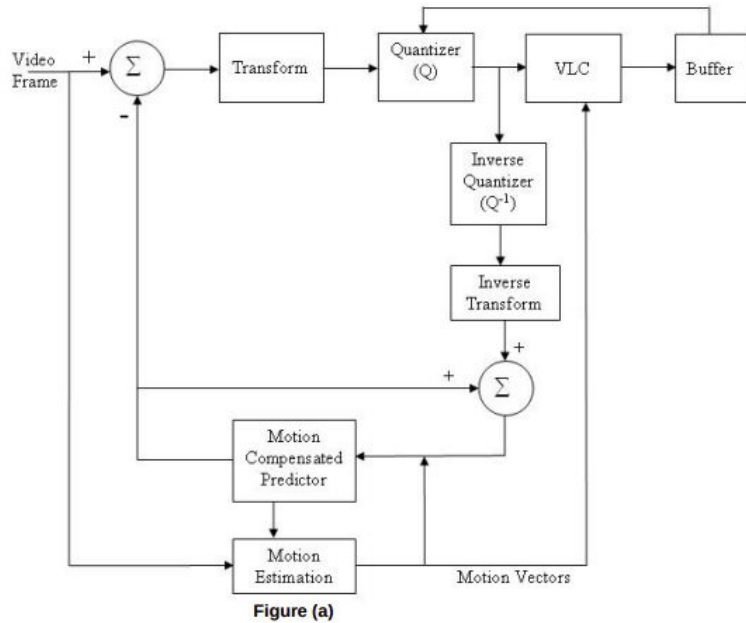 Video
Frame
+
Σ
-
Transform
Quantizer
(Q)
VLC
Buffer
Inverse
Quantizer
(Q⁻¹)
Inverse
Transform
+
+
Σ
Motion
Compensated
Predictor
Motion
Estimation
Motion Vectors
Figure (a)